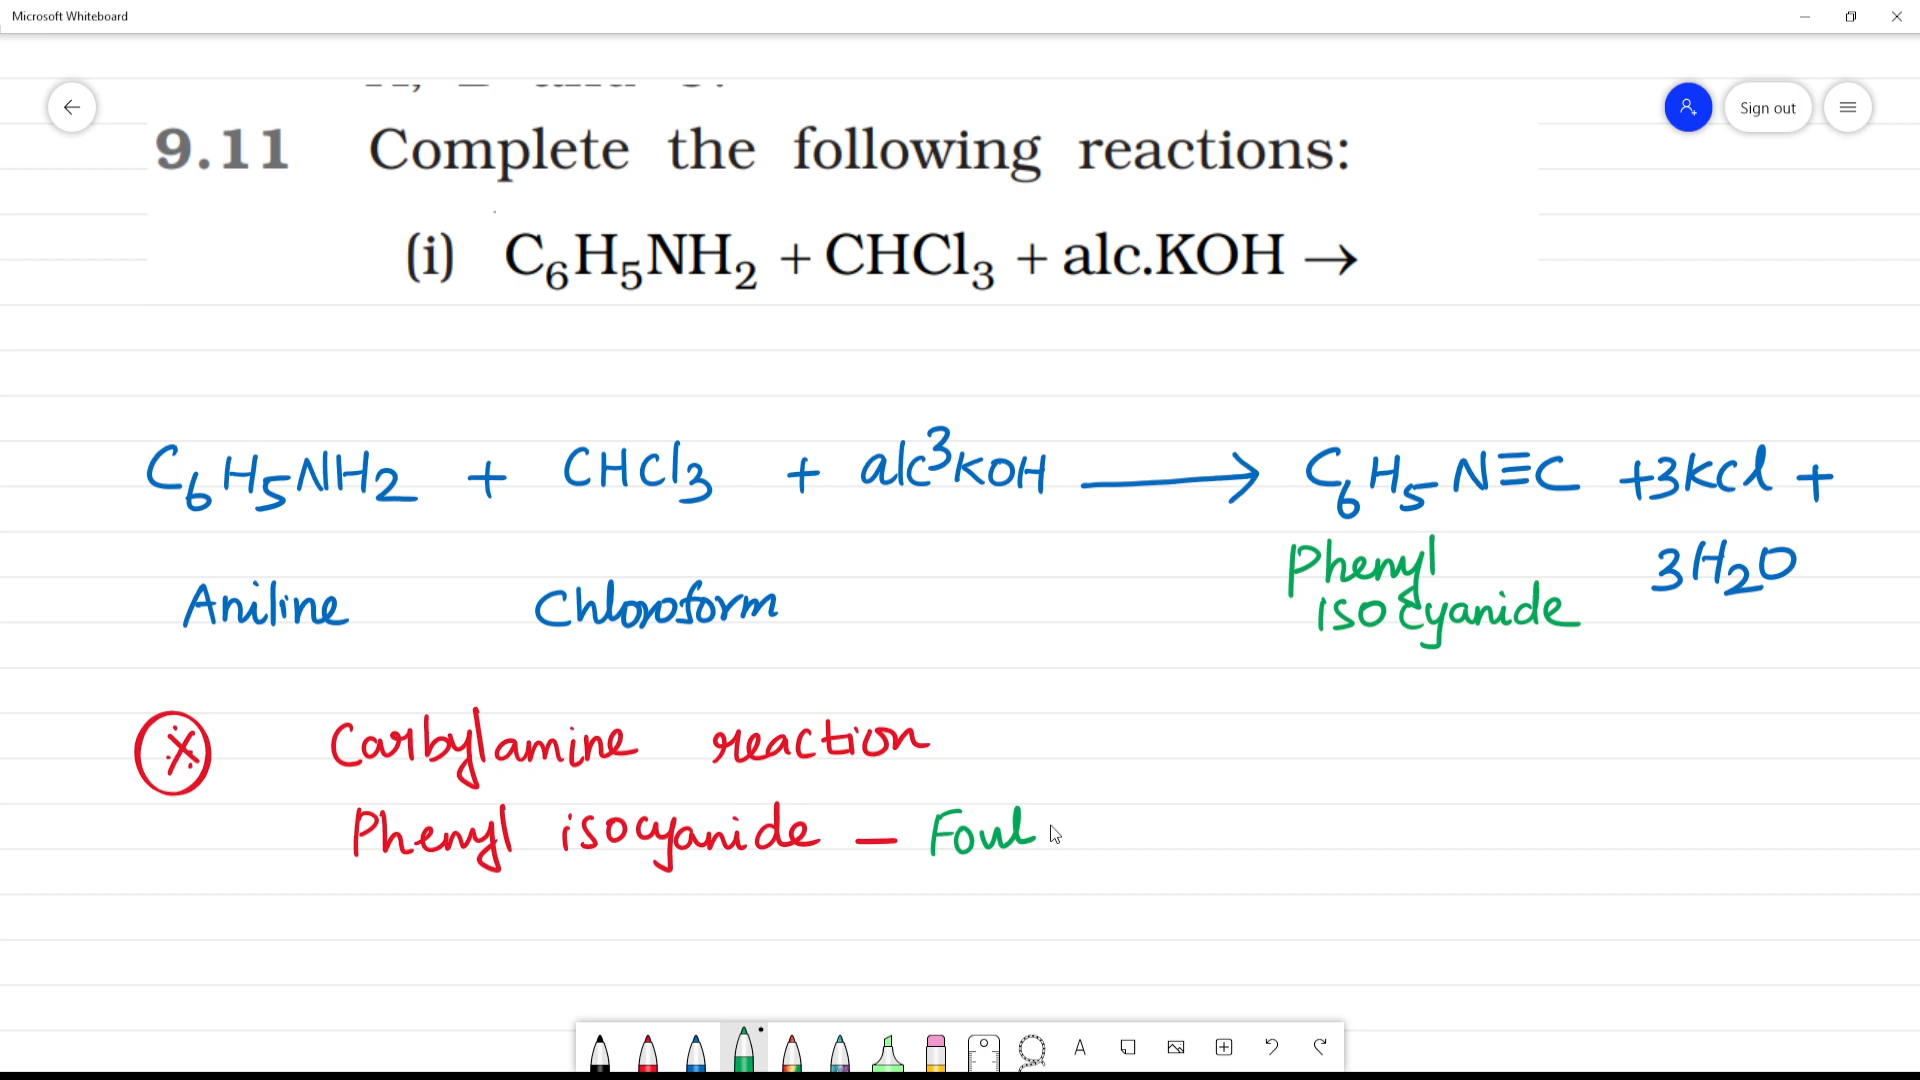 Microsoft Whiteboard
Sign out
9.11 Complete the following reactions:
(i) C₆H₅NH₂ + CHCl₃ + alc.KOH →
C₆H₅NH₂ + CHCl₃ + alc³KOH ⟶ C₆H₅N≡C +3KCl +
3H₂O
Phenyl
isocyanide
Aniline Chloroform
Carbylamine reaction
Phenyl isocyanide – Foul
A